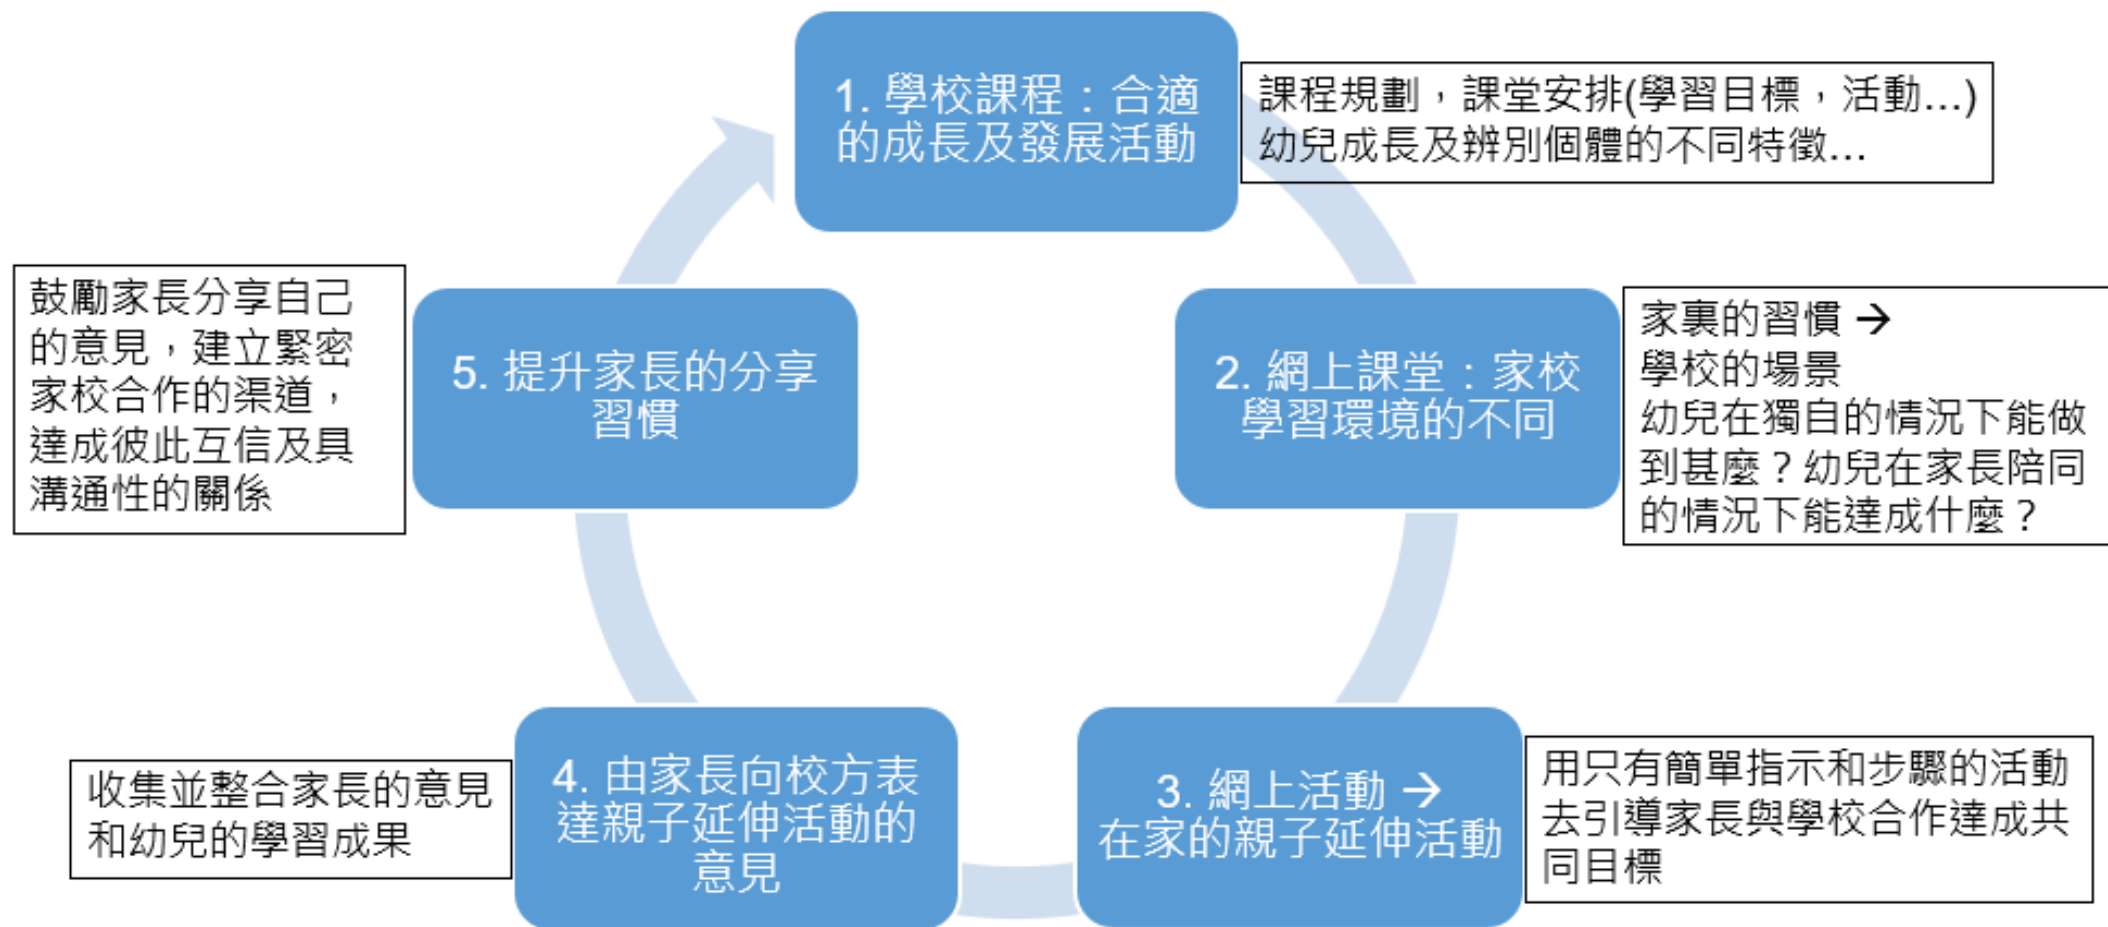 1. 學校課程：合適
的成長及發展活動
課程規劃，課堂安排(學習目標，活動...)
幼兒成長及辨別個體的不同特徵...
2. 網上課堂：家校
學習環境的不同
家裏的習慣 →
學校的場景
幼兒在獨自的情況下能做
到甚麼？幼兒在家長陪同
的情況下能達成什麼？
3. 網上活動 →
在家的親子延伸活動
用只有簡單指示和步驟的活動
去引導家長與學校合作達成共
同目標
4. 由家長向校方表
達親子延伸活動的
意見
收集並整合家長的意見
和幼兒的學習成果
5. 提升家長的分享
習慣
鼓勵家長分享自己
的意見，建立緊密
家校合作的渠道，
達成彼此互信及具
溝通性的關係